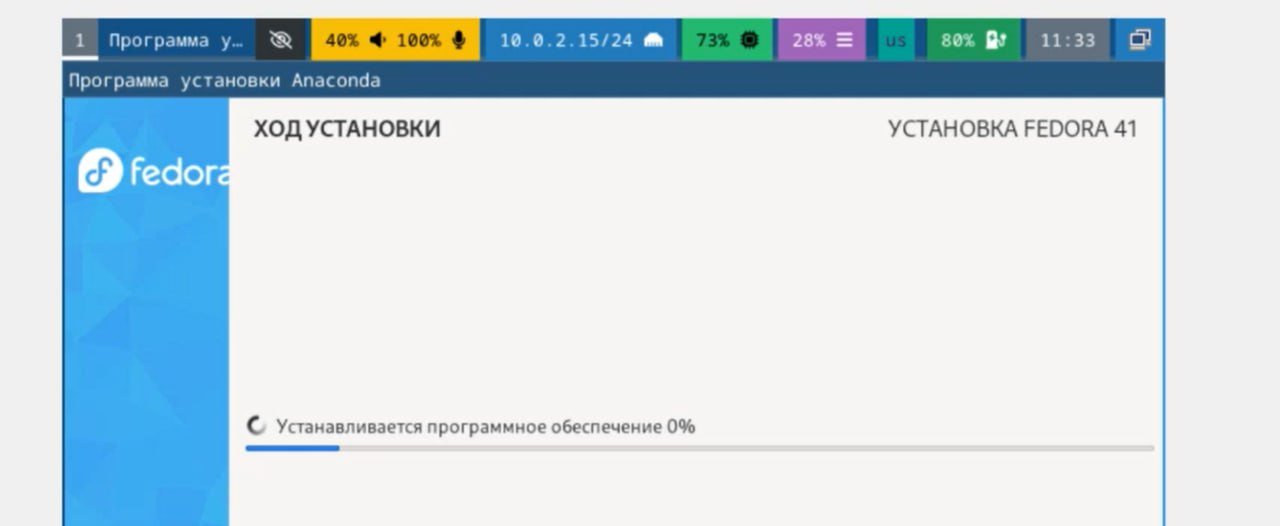 1 Программа у… 40% 100% 10.0.2.15/24 73% 28% us 80% 11:33
Программа установки Anaconda
ХОД УСТАНОВКИ УСТАНОВКА FEDORA 41
fedora
Устанавливается программное обеспечение 0%